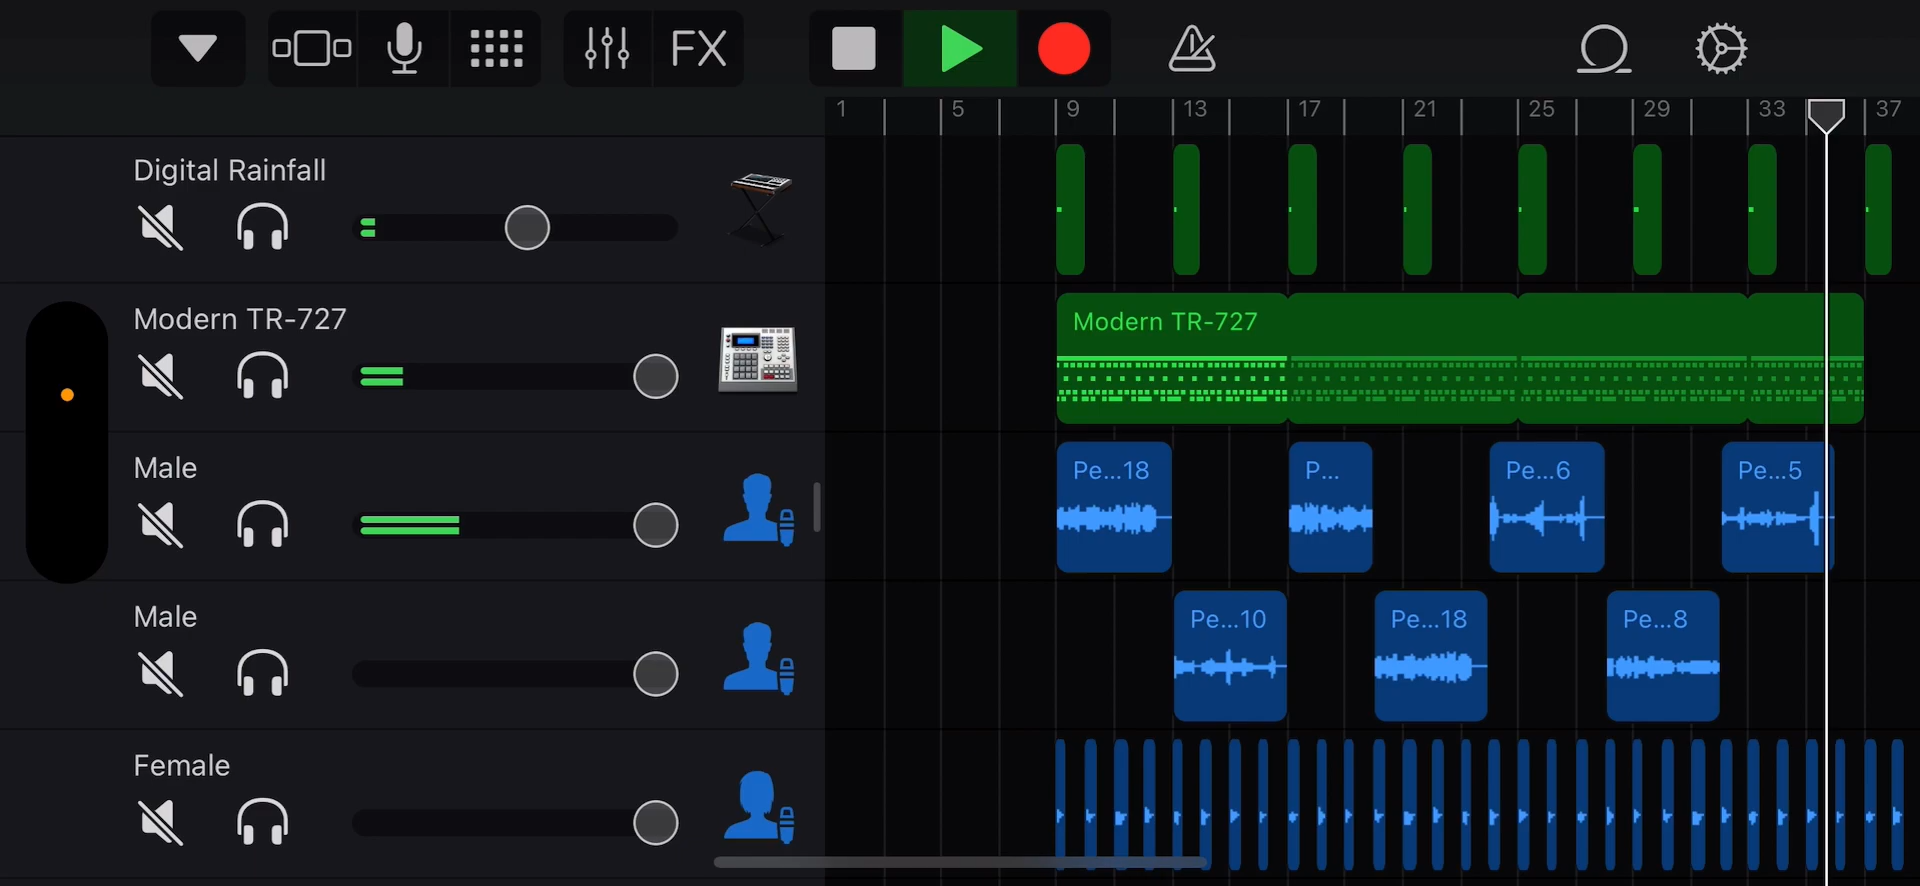 FX
1 5 9 13 17 21 25 29 33 37
Digital Rainfall
Modern TR-727
Modern TR-727
Male
Pe...18 P... Pe...6 Pe...5
Male
Pe...10 Pe...18 Pe...8
Female